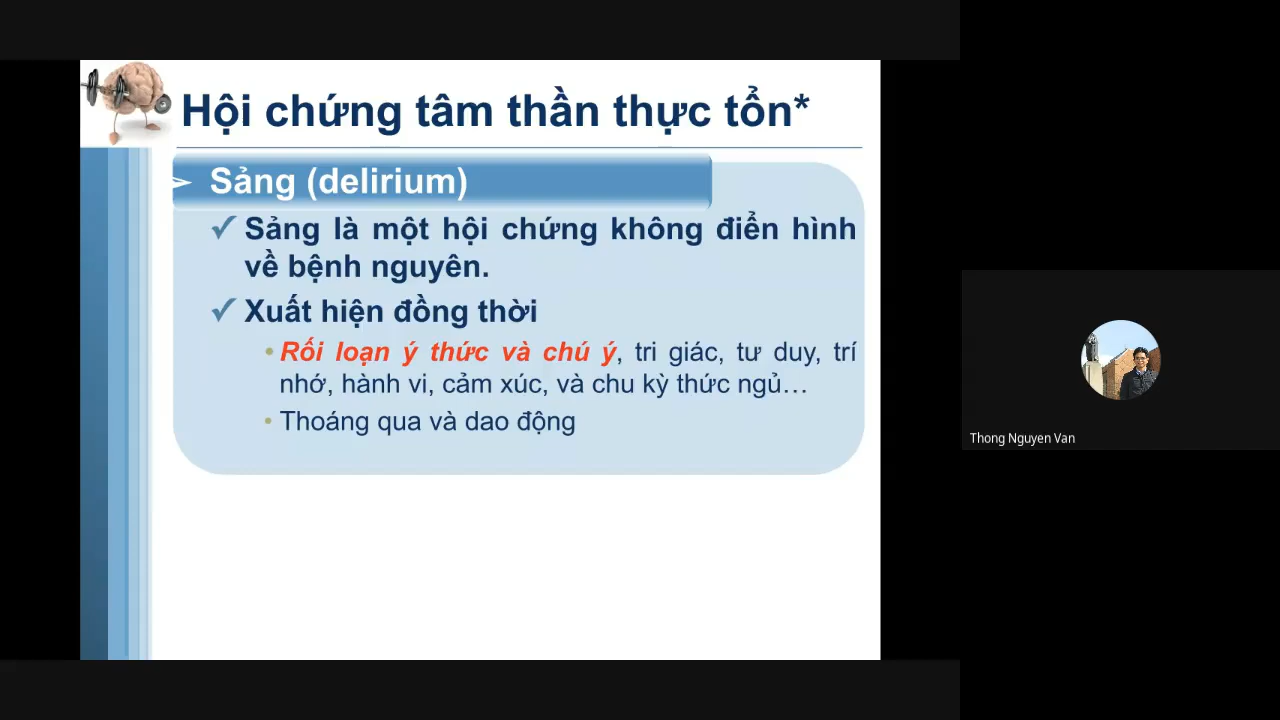 Hội chứng tâm thần thực tổn*
Sảng (delirium)
Sảng là một hội chứng không điển hình
về bệnh nguyên.
Xuất hiện đồng thời
Rối loạn ý thức và chú ý, tri giác, tư duy, trí
nhớ, hành vi, cảm xúc, và chu kỳ thức ngủ…
Thoáng qua và dao động
Thong Nguyen Van